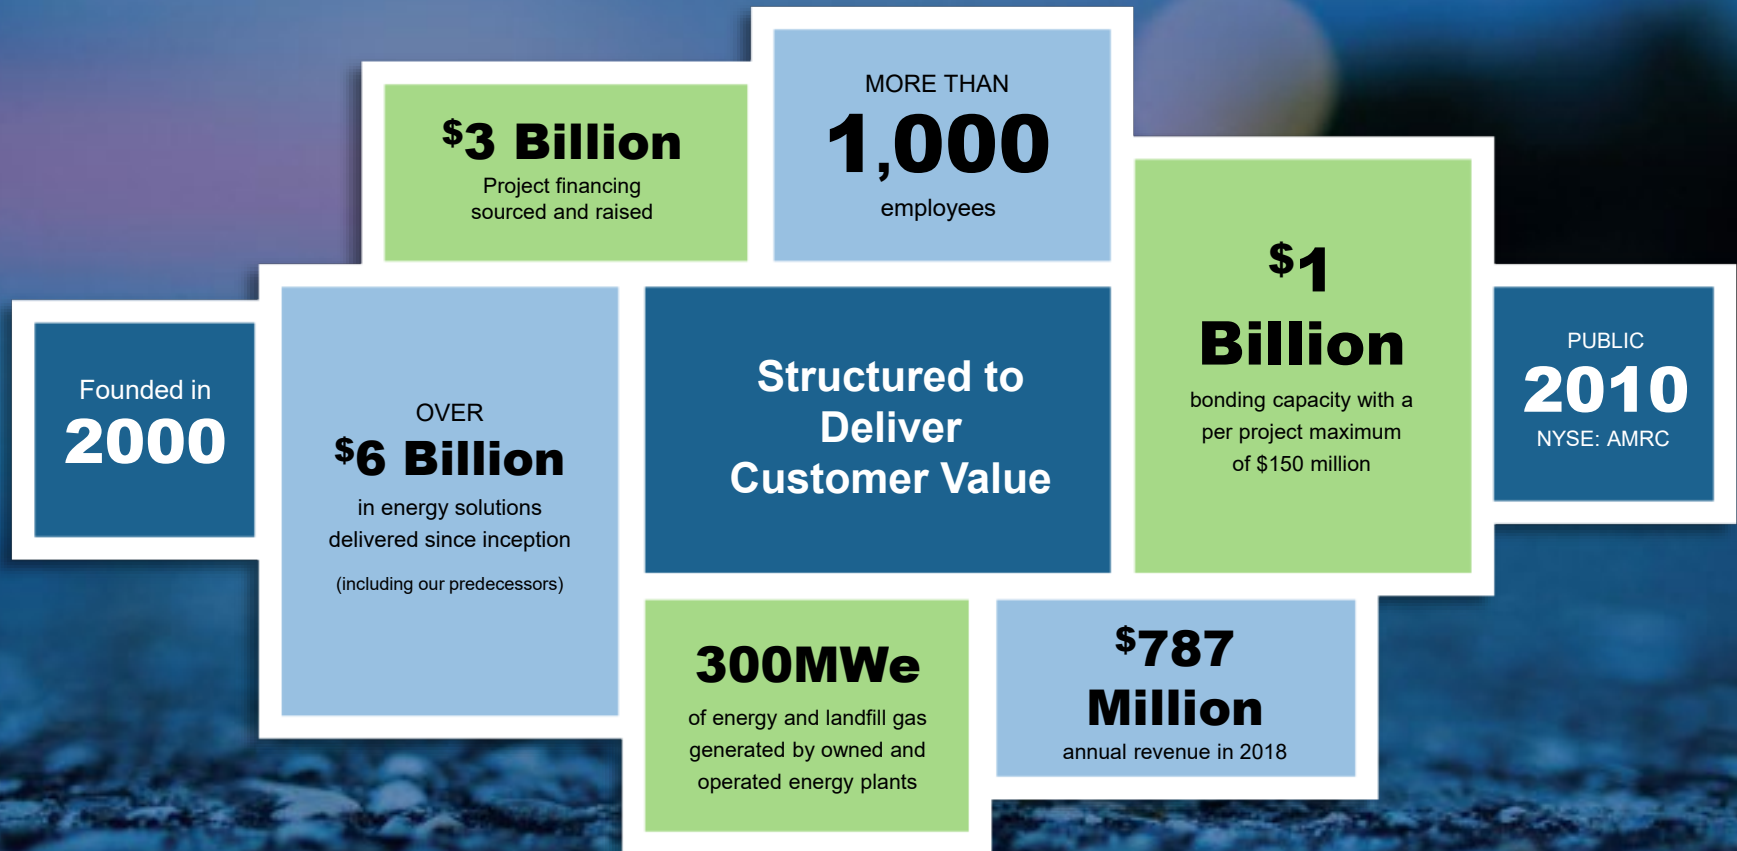 $3 Billion
Project financing
sourced and raised
MORE THAN
1,000
employees
$1
Billion
bonding capacity with a
per project maximum
of $150 million
PUBLIC
2010
NYSE: AMRC
Founded in
2000
OVER
$6 Billion
in energy solutions
delivered since inception
(including our predecessors)
Structured to
Deliver
Customer Value
300MWe
of energy and landfill gas
generated by owned and
operated energy plants
$787
Million
annual revenue in 2018